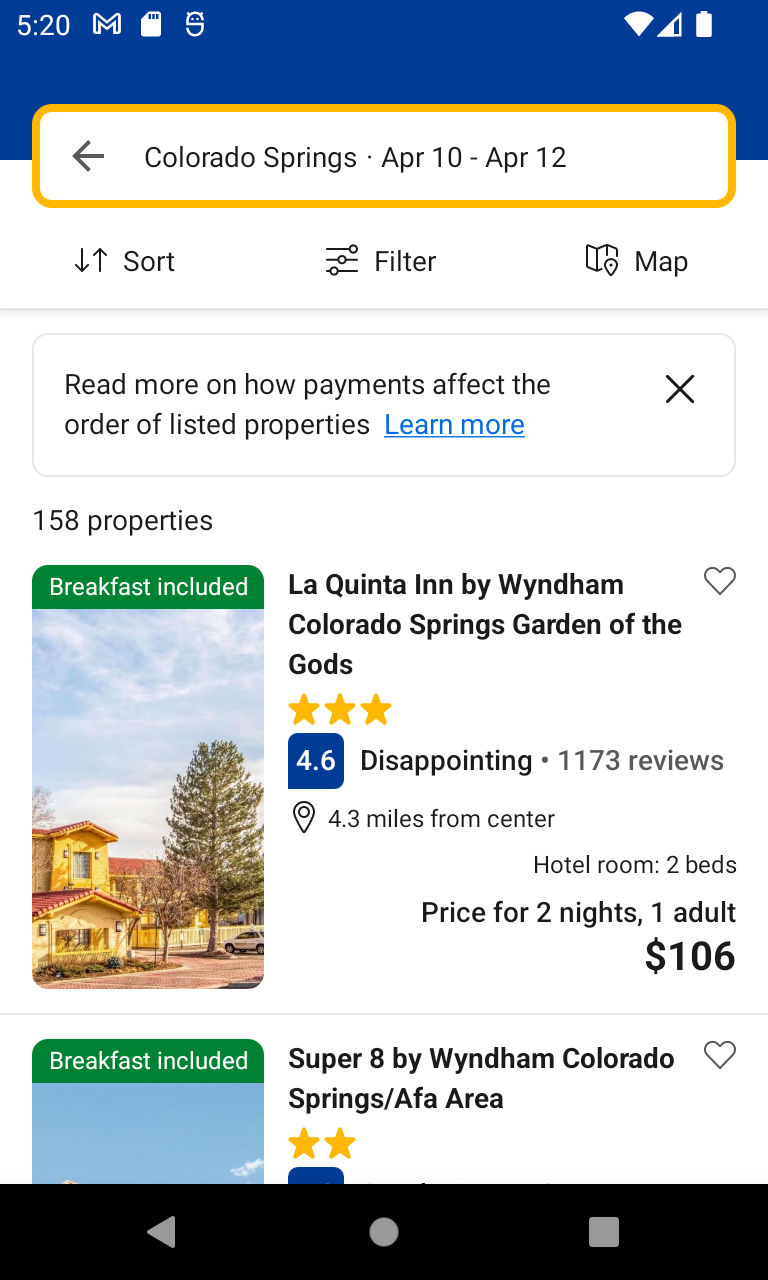 5:20
Colorado Springs · Apr 10 - Apr 12
Sort
Filter
Map
Read more on how payments affect the
order of listed properties Learn more
158 properties
Breakfast included
La Quinta Inn by Wyndham
Colorado Springs Garden of the
Gods
4.6 Disappointing • 1173 reviews
4.3 miles from center
Hotel room: 2 beds
Price for 2 nights, 1 adult
$106
Breakfast included
Super 8 by Wyndham Colorado
Springs/Afa Area